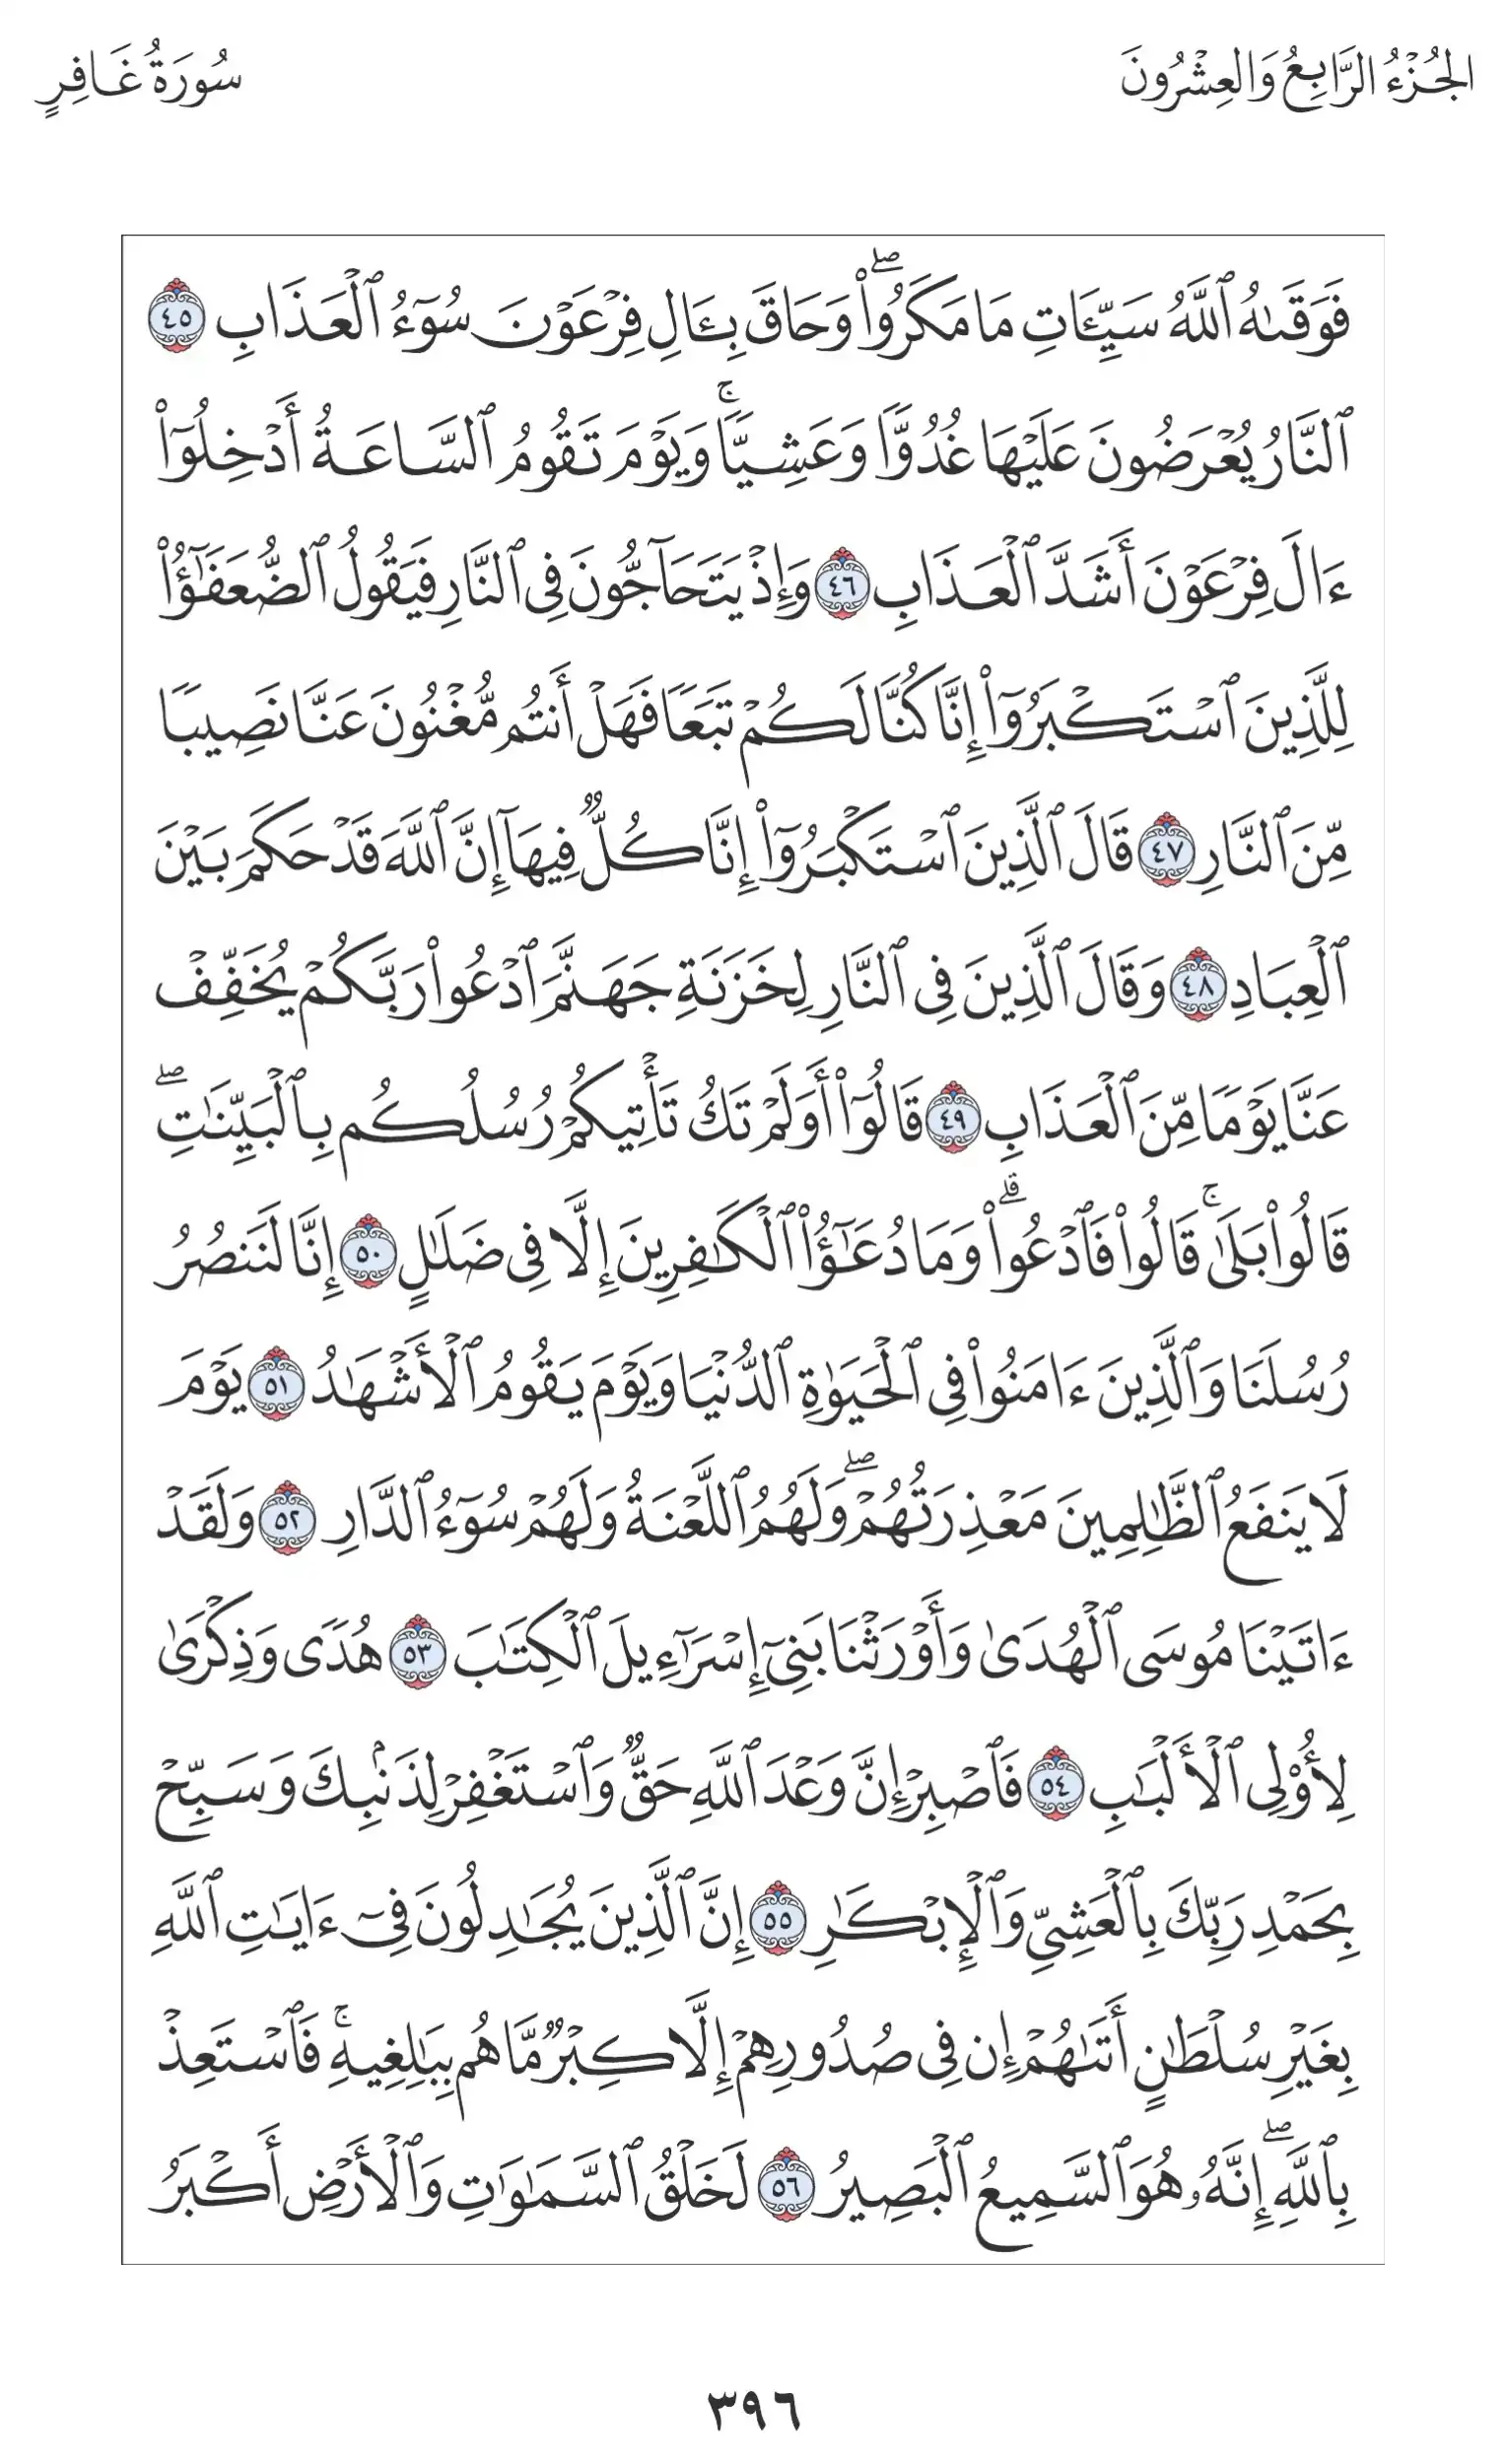 الجُزْءُ الرَّابِعُ وَالعِشْرُونَ
سُورَةُ غَافِرٍ
فَوَقَىٰهُ ٱللَّهُ سَيِّـَٔاتِ مَا مَكَرُوا۟ ۖ وَحَاقَ بِـَٔالِ فِرْعَوْنَ سُوٓءُ ٱلْعَذَابِ ٤٥
ٱلنَّارُ يُعْرَضُونَ عَلَيْهَا غُدُوًّا وَعَشِيًّا ۚ وَيَوْمَ تَقُومُ ٱلسَّاعَةُ أَدْخِلُوٓا۟
ءَالَ فِرْعَوْنَ أَشَدَّ ٱلْعَذَابِ ٤٦ وَإِذْ يَتَحَآجُّونَ فِى ٱلنَّارِ فَيَقُولُ ٱلضُّعَفَـٰٓؤُا۟
لِلَّذِينَ ٱسْتَكْبَرُوٓا۟ إِنَّا كُنَّا لَكُمْ تَبَعًا فَهَلْ أَنتُم مُّغْنُونَ عَنَّا نَصِيبًا
مِّنَ ٱلنَّارِ ٤٧ قَالَ ٱلَّذِينَ ٱسْتَكْبَرُوٓا۟ إِنَّا كُلٌّ فِيهَآ إِنَّ ٱللَّهَ قَدْ حَكَمَ بَيْنَ
ٱلْعِبَادِ ٤٨ وَقَالَ ٱلَّذِينَ فِى ٱلنَّارِ لِخَزَنَةِ جَهَنَّمَ ٱدْعُوا۟ رَبَّكُمْ يُخَفِّفْ
عَنَّا يَوْمًا مِّنَ ٱلْعَذَابِ ٤٩ قَالُوٓا۟ أَوَلَمْ تَكُ تَأْتِيكُمْ رُسُلُكُم بِٱلْبَيِّنَـٰتِ ۖ
قَالُوا۟ بَلَىٰ ۚ قَالُوا۟ فَٱدْعُوا۟ ۗ وَمَا دُعَـٰٓؤُا۟ ٱلْكَـٰفِرِينَ إِلَّا فِى ضَلَـٰلٍ ٥٠ إِنَّا لَنَنصُرُ
رُسُلَنَا وَٱلَّذِينَ ءَامَنُوا۟ فِى ٱلْحَيَوٰةِ ٱلدُّنْيَا وَيَوْمَ يَقُومُ ٱلْأَشْهَـٰدُ ٥١ يَوْمَ
لَا يَنفَعُ ٱلظَّـٰلِمِينَ مَعْذِرَتُهُمْ ۖ وَلَهُمُ ٱللَّعْنَةُ وَلَهُمْ سُوٓءُ ٱلدَّارِ ٥٢ وَلَقَدْ
ءَاتَيْنَا مُوسَى ٱلْهُدَىٰ وَأَوْرَثْنَا بَنِىٓ إِسْرَـٰٓءِيلَ ٱلْكِتَـٰبَ ٥٣ هُدًى وَذِكْرَىٰ
لِأُو۟لِى ٱلْأَلْبَـٰبِ ٥٤ فَٱصْبِرْ إِنَّ وَعْدَ ٱللَّهِ حَقٌّ وَٱسْتَغْفِرْ لِذَنۢبِكَ وَسَبِّحْ
بِحَمْدِ رَبِّكَ بِٱلْعَشِىِّ وَٱلْإِبْكَـٰرِ ٥٥ إِنَّ ٱلَّذِينَ يُجَـٰدِلُونَ فِىٓ ءَايَـٰتِ ٱللَّهِ
بِغَيْرِ سُلْطَـٰنٍ أَتَىٰهُمْ إِن فِى صُدُورِهِمْ إِلَّا كِبْرٌ مَّا هُم بِبَـٰلِغِيهِ ۚ فَٱسْتَعِذْ
بِٱللَّهِ ۖ إِنَّهُۥ هُوَ ٱلسَّمِيعُ ٱلْبَصِيرُ ٥٦ لَخَلْقُ ٱلسَّمَـٰوَٰتِ وَٱلْأَرْضِ أَكْبَرُ
٣٩٦